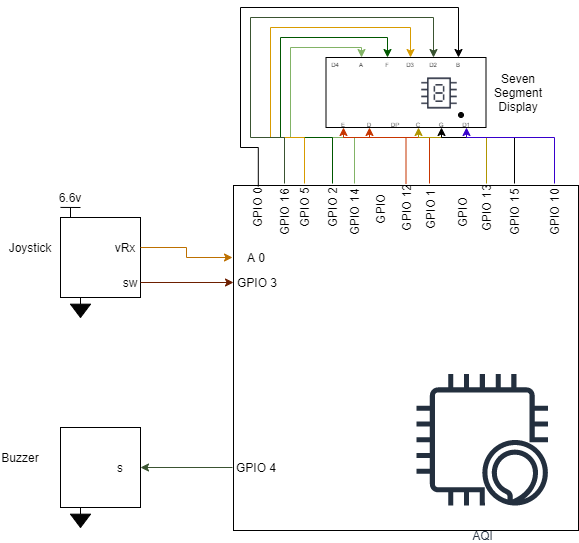 D4 A F D3 D2 B
Seven
Segment
Display
E D DP C G D1
GPIO 0
GPIO 16
GPIO 5
GPIO 2
GPIO 14
GPIO
GPIO 12
GPIO 1
GPIO
GPIO 13
GPIO 15
GPIO 10
6.6v
Joystick
vRx
A 0
sw
GPIO 3
Buzzer
s
GPIO 4
AQI